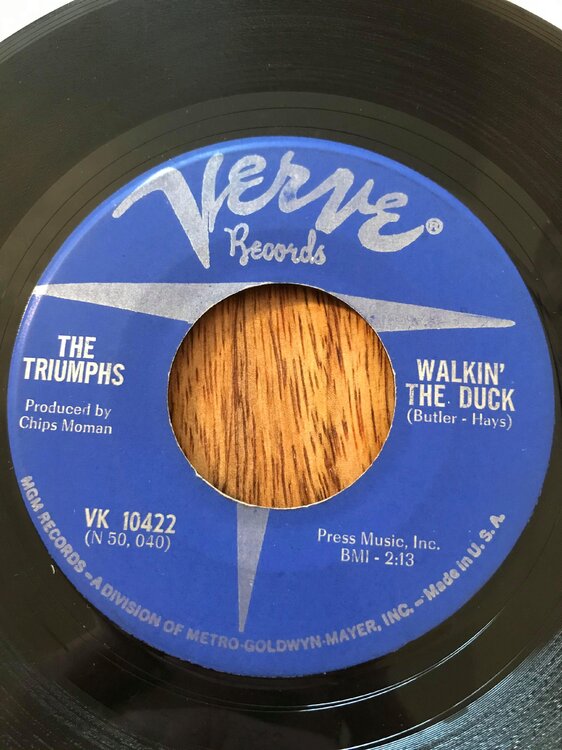 Verve®
Records
THE
TRIUMPHS
Produced by
Chips Moman
WALKIN'
THE DUCK
(Butler - Hays)
VK 10422
(N 50, 040)
Press Music, Inc.
BMI - 2:13
MGM RECORDS – A DIVISION OF METRO-GOLDWYN-MAYER, INC. – Made in U. S. A.